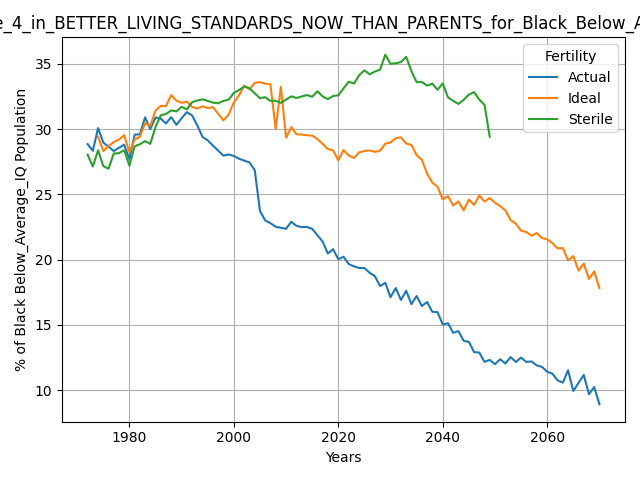 _4_in_BETTER_LIVING_STANDARDS_NOW_THAN_PARENTS_for_Black_Below_A
Fertility
Actual
Ideal
Sterile
% of Black Below_Average_IQ Population
35
30
25
20
15
10
1980
2000
2020
2040
2060
Years